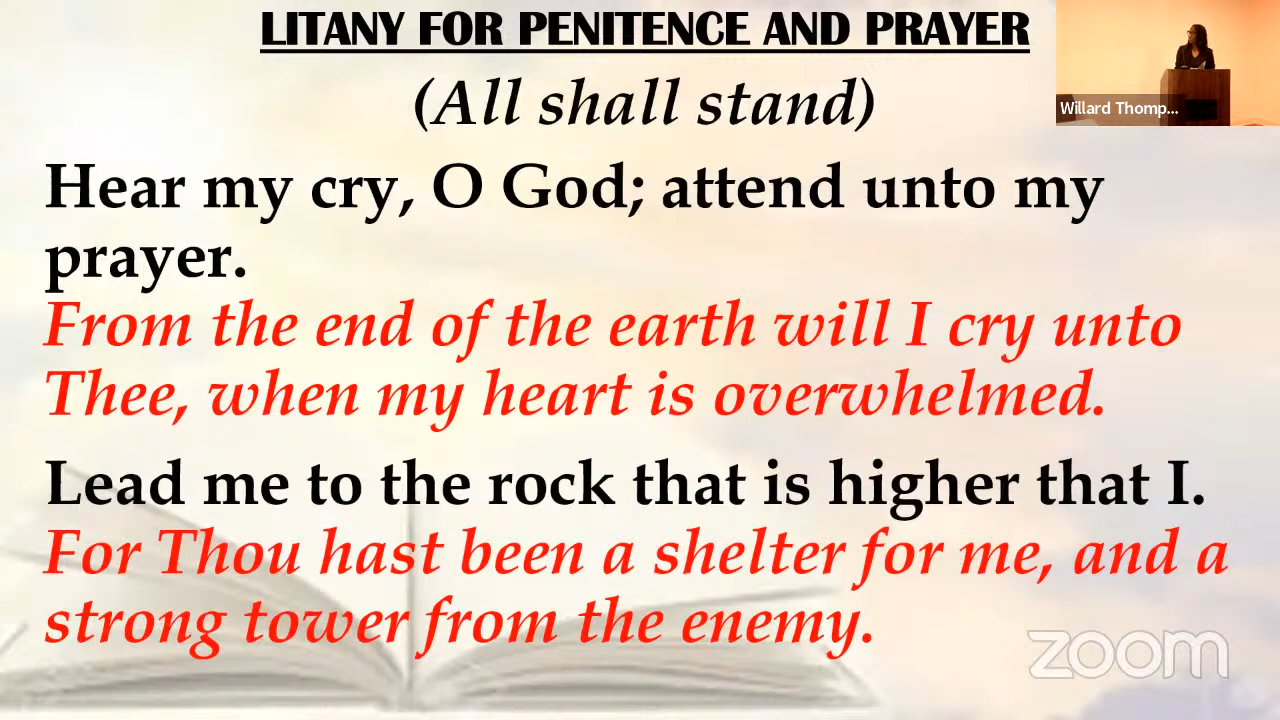 LITANY FOR PENITENCE AND PRAYER
(All shall stand)
Willard Thomp...
Hear my cry, O God; attend unto my
prayer.
From the end of the earth will I cry unto
Thee, when my heart is overwhelmed.
Lead me to the rock that is higher that I.
For Thou hast been a shelter for me, and a
strong tower from the enemy.
zoom